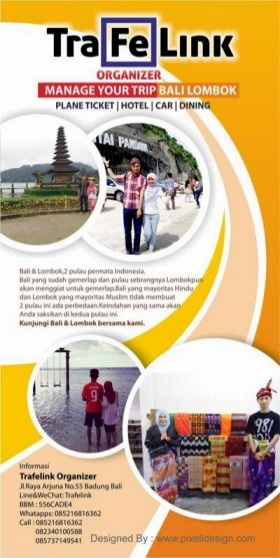 TraFeLink
ORGANIZER
MANAGE YOUR TRIP BALI LOMBOK
PLANE TICKET | HOTEL | CAR | DINING
TAI PANDAWA
Bali & Lombok,2 pulau permata Indonesia.
Bali yang sudah gemerlap dan pulau sebrangnya Lombokpun
akan menggiat untuk gemerlap.Bali yang mayoritas Hindu
dan Lombok yang mayoritas Muslim tidak membuat
2 pulau ini ada perbedaan.Keindahan yang sama akan
Anda saksikan di kedua pulau ini.
Kunjungi Bali & Lombok bersama kami.
Informasi
Trafelink Organizer
Jl.Raya Arjuna No.55 Badung Bali
Line&WeChat: Trafelink
BBM : 556CADE4
Whatapps: 085216816362
Call : 085216816362
082340100588
085737149541
Designed By : www.pixelldesign.com